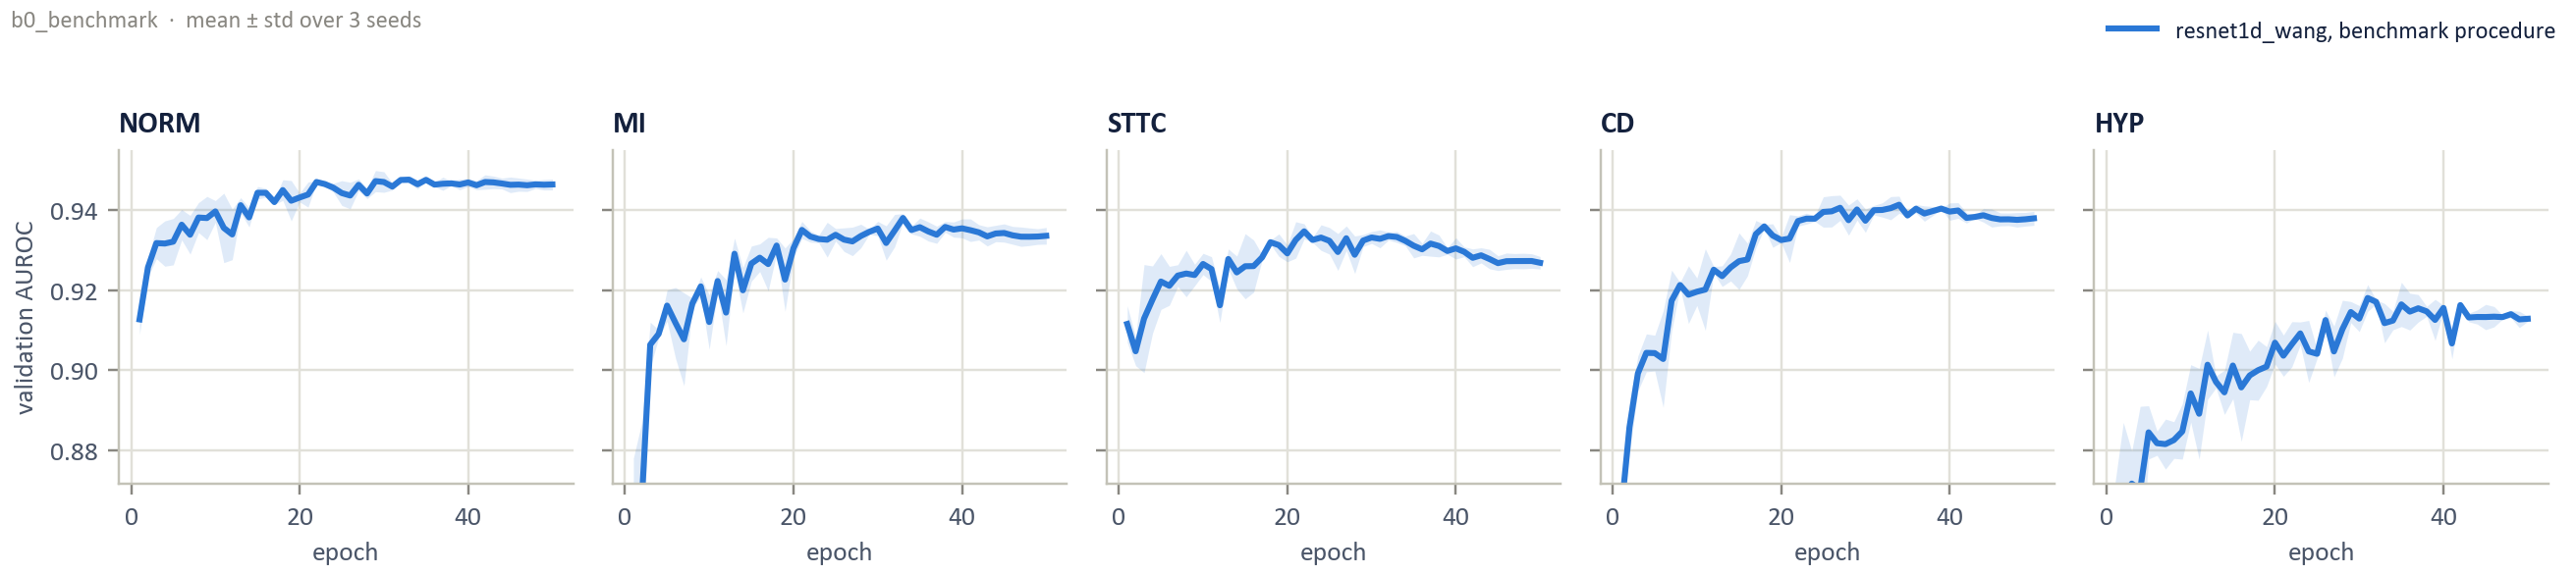 b0_benchmark · mean ± std over 3 seeds
resnet1d_wang, benchmark procedure
NORM
MI
STTC
CD
HYP
validation AUROC
0.94
0.92
0.90
0.88
0 20 40
0 20 40
0 20 40
0 20 40
0 20 40
epoch
epoch
epoch
epoch
epoch